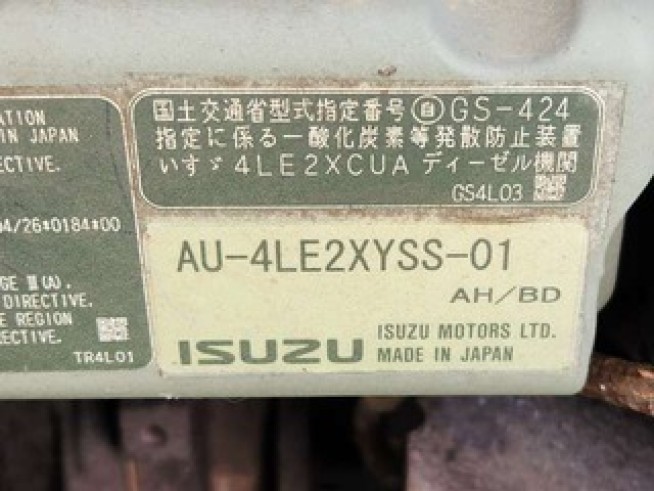 ATION
IN JAPAN
ECTIVE.
04/26*0184*00
GE Ⅲ(A).
DIRECTIVE.
E REGION
ECTIVE.
TR4L01
国土交通省型式指定番号 自 GS-424
指定に係る一酸化炭素等発散防止装置
いすゞ 4LE2XCUA ディーゼル機関
GS4L03
AU-4LE2XYSS-01
AH/BD
ISUZU
ISUZU MOTORS LTD.
MADE IN JAPAN